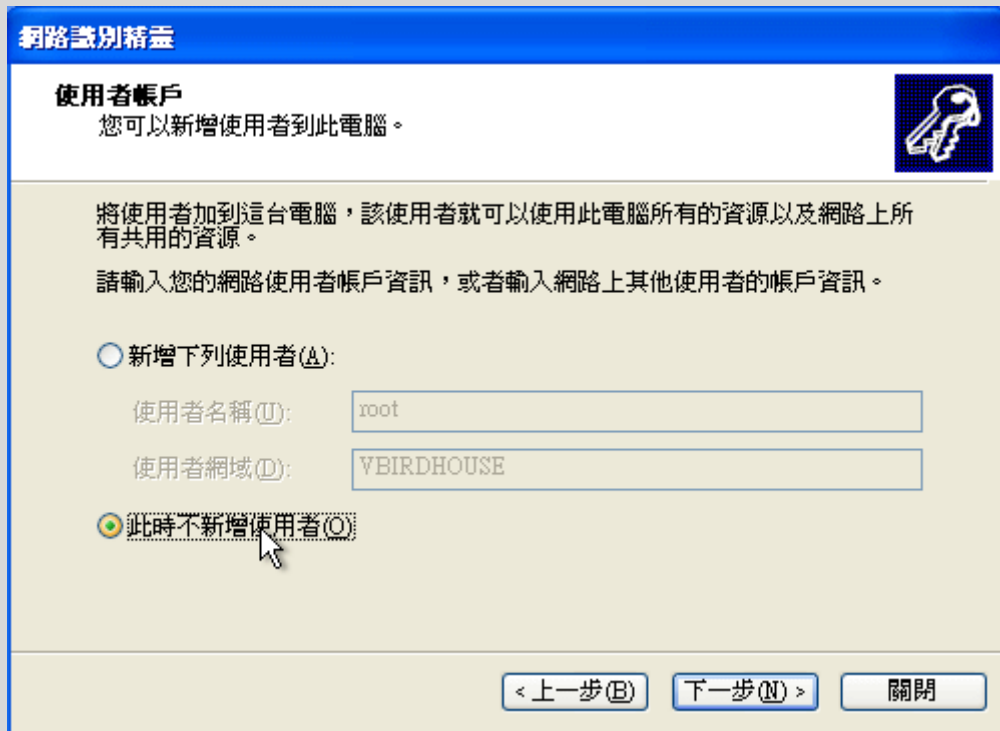 網路識別精靈
使用者帳戶
您可以新增使用者到此電腦。
將使用者加到這台電腦，該使用者就可以使用此電腦所有的資源以及網路上所
有共用的資源。
請輸入您的網路使用者帳戶資訊，或者輸入網路上其他使用者的帳戶資訊。
新增下列使用者(A):
使用者名稱(U): root
使用者網域(D): VBIRDHOUSE
此時不新增使用者(O)
< 上一步(B) 下一步(N) > 關閉